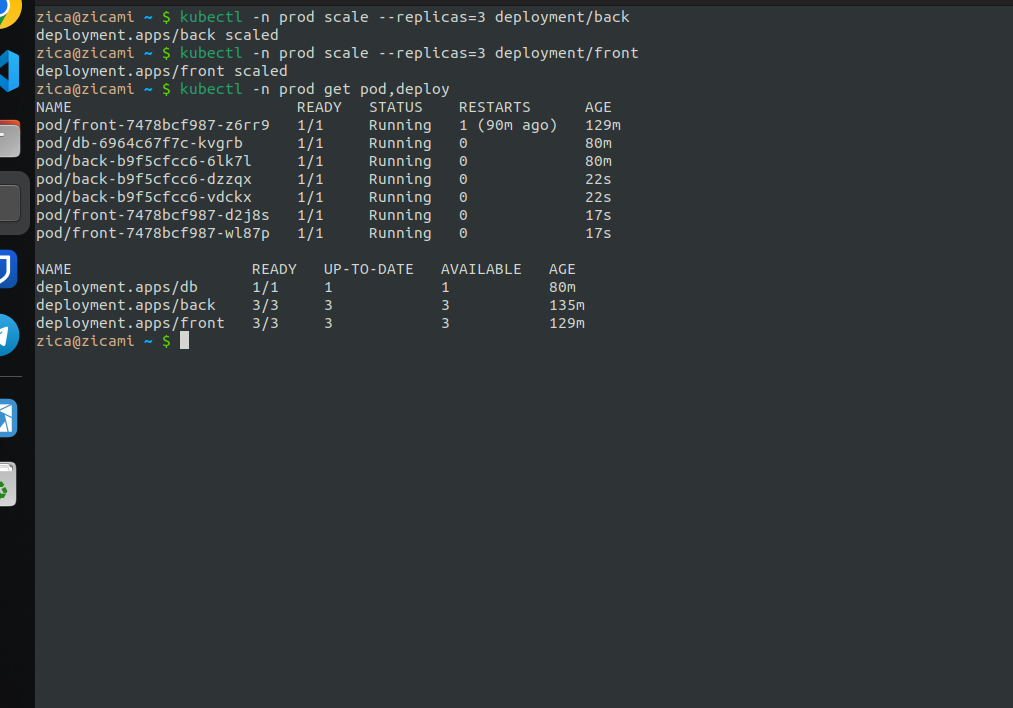 zica@zicami ~ $ kubectl -n prod scale --replicas=3 deployment/back
deployment.apps/back scaled
zica@zicami ~ $ kubectl -n prod scale --replicas=3 deployment/front
deployment.apps/front scaled
zica@zicami ~ $ kubectl -n prod get pod,deploy
NAME READY STATUS RESTARTS AGE
pod/front-7478bcf987-z6rr9 1/1 Running 1 (90m ago) 129m
pod/db-6964c67f7c-kvgrb 1/1 Running 0 80m
pod/back-b9f5cfcc6-6lk7l 1/1 Running 0 80m
pod/back-b9f5cfcc6-dzzqx 1/1 Running 0 22s
pod/back-b9f5cfcc6-vdckx 1/1 Running 0 22s
pod/front-7478bcf987-d2j8s 1/1 Running 0 17s
pod/front-7478bcf987-wl87p 1/1 Running 0 17s
NAME READY UP-TO-DATE AVAILABLE AGE
deployment.apps/db 1/1 1 1 80m
deployment.apps/back 3/3 3 3 135m
deployment.apps/front 3/3 3 3 129m
zica@zicami ~ $